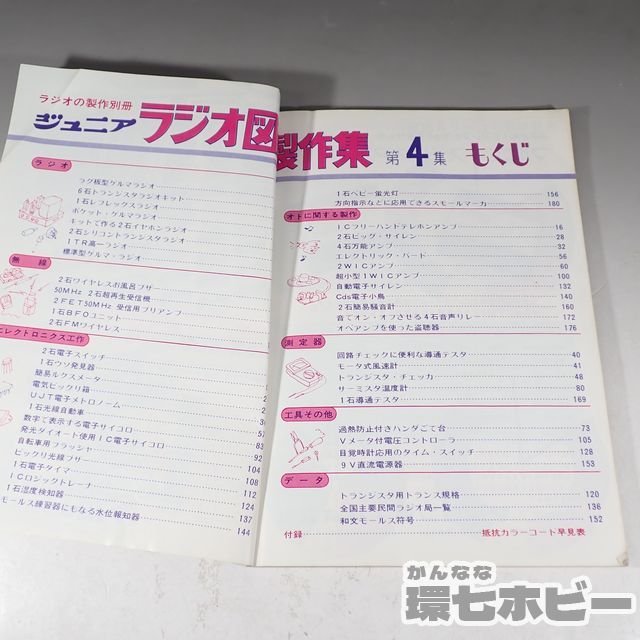 ラジオの製作別冊
ジュニアラジオ図
ラジオ
ラグ板型ゲルマラジオ
6石トランジスタラジオキット
1石レフレックスラジオ
ポケット・ゲルマラジオ
キットで作る2石イヤホンラジオ
2石シリコントランジスタラジオ
1TR高一ラジオ
標準型ゲルマ・ラジオ
無線
2石ワイヤレスお風呂ブザー
50MHz 2石超再生受信機
2FET50MHz 受信用プリアンプ
1石BFOユニット
2石FMワイヤレス
エレクトロニクス工作
2石電子スイッチ
1石ウソ発見器
簡易ルクスメータ
電気ビックリ箱
UJT電子メトロノーム
1石光線自動車
数字で表示する電子サイコロ
発光ダイオード使用IC電子サイコロ 83
自転車用フラッシャ 92
ビックリ光線ブザ 104
1石電子タイマ 108
ICロジックトレーナ 112
1石湿度検知器 124
モールス練習器にもなる水位報知器 137
144
製作集 第4集 もくじ
1石ベビー蛍光灯 156
方向指示などに応用できるスモールマーカ 180
オトに関する製作
ICフリーハンドテレホンアンプ 16
2石ビッグ・サイレン 28
4石万能アンプ 32
エレクトリック・バード 56
2WICアンプ 60
超小型1WICアンプ 100
自動電子サイレン 132
Cds電子小鳥 140
2石簡易騒音計 160
音でオン・オフさせる4石音声リレー 172
オペアンプを使った盗聴器 176
測定器
回路チェックに便利な導通テスタ 40
モータ式風速計 41
トランジスタ・チェッカ 48
サーミスタ温度計 80
1石導通テスタ 169
工具その他
過熱防止付きハンダごて台 73
Vメータ付電圧コントローラ 105
目覚時計応用のタイム・スイッチ 128
9V直流電源器 153
データ
トランジスタ用トランス規格 120
全国主要民間ラジオ局一覧 136
和文モールス符号 152
付録 抵抗カラーコード早見表
かんなな
環七ホビー